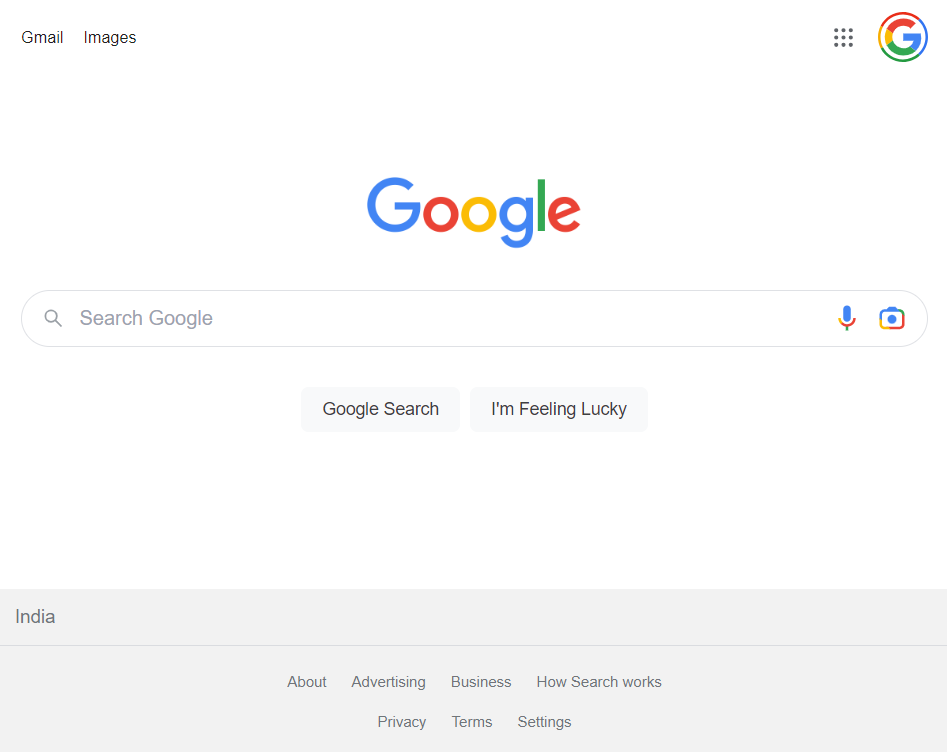 Gmail Images
Google
Search Google
Google Search I'm Feeling Lucky
India
About Advertising Business How Search works
Privacy Terms Settings